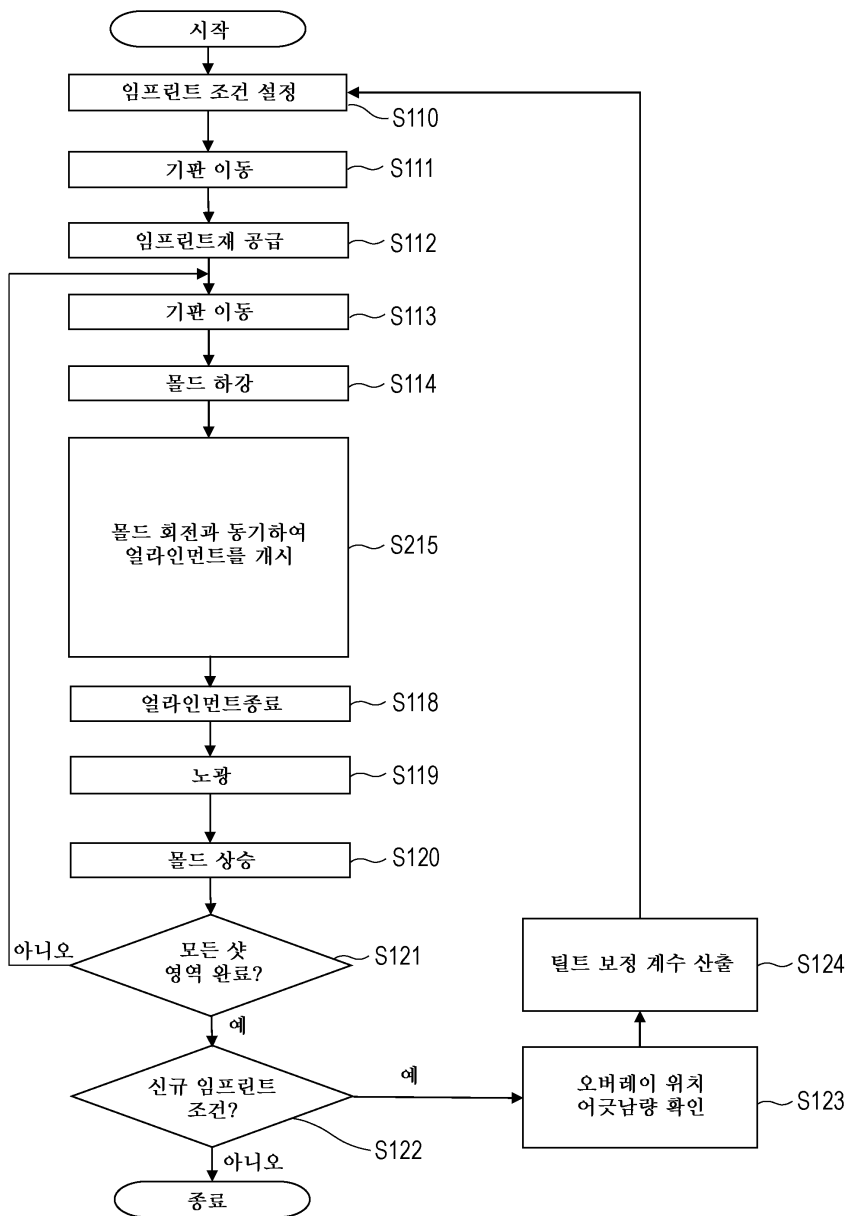 시작
임프린트 조건 설정
S110
기판 이동
S111
임프린트재 공급
S112
기판 이동
S113
몰드 하강
S114
몰드 회전과 동기하여
얼라인먼트를 개시
S215
얼라인먼트종료
S118
노광
S119
몰드 상승
S120
아니오
모든 샷
영역 완료?
S121
예
신규 임프린트
조건?
S122
예
아니오
종료
오버레이 위치
어긋남량 확인
S123
틸트 보정 계수 산출
S124